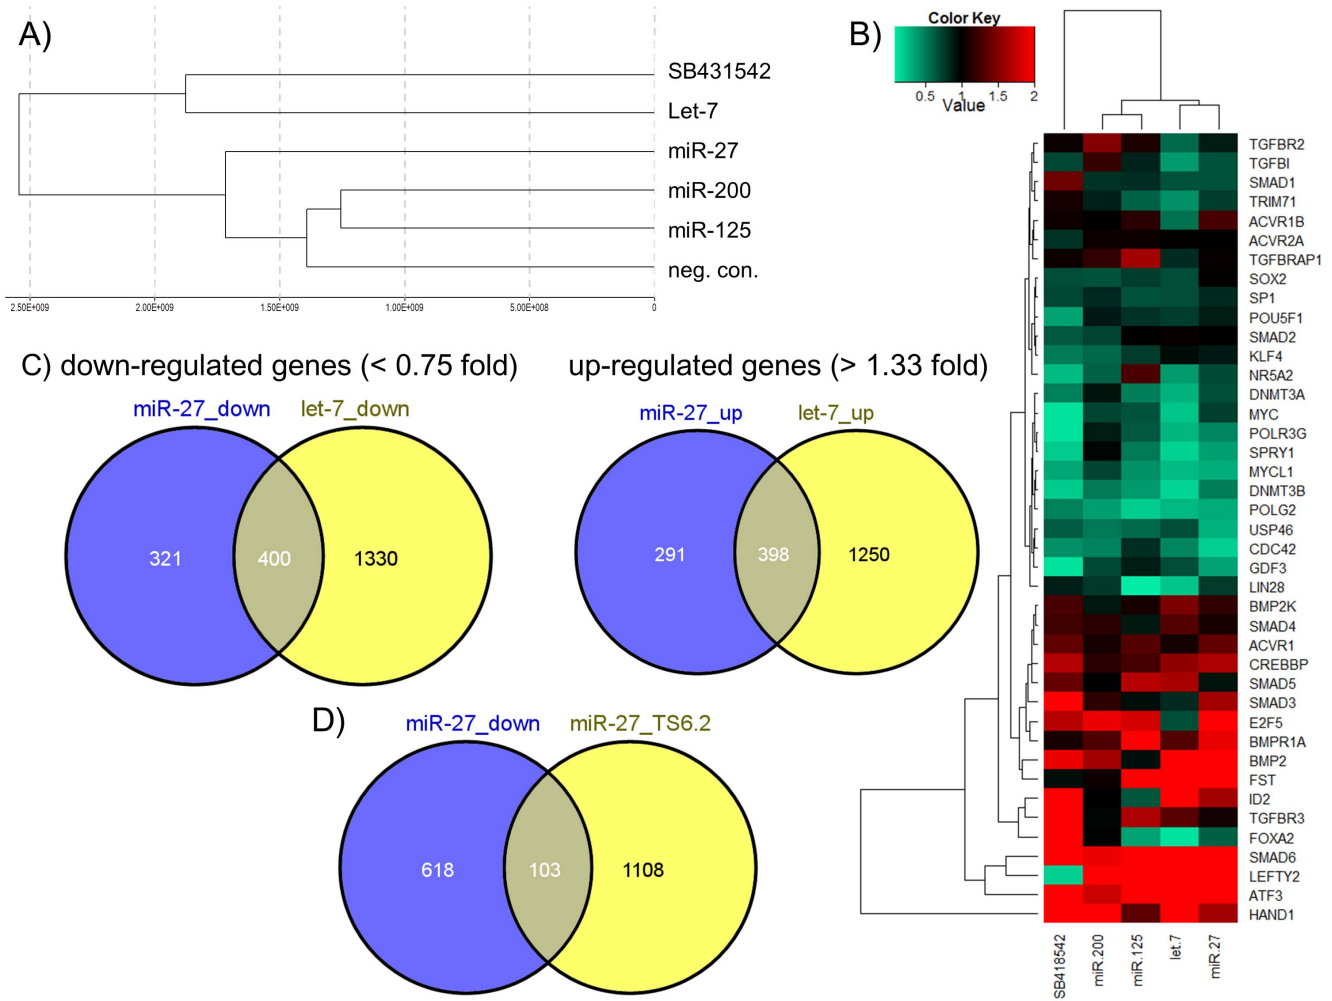 A)
SB431542
Let-7
miR-27
miR-200
miR-125
neg. con.
2.50E+009 2.00E+009 1.50E+009 1.00E+009 5.00E+008 0
B)
Color Key
0.5 1 1.5 2
Value
TGFBR2
TGFBI
SMAD1
TRIM71
ACVR1B
ACVR2A
TGFBRAP1
SOX2
SP1
POU5F1
SMAD2
KLF4
NR5A2
DNMT3A
MYC
POLR3G
SPRY1
MYCL1
DNMT3B
POLG2
USP46
CDC42
GDF3
LIN28
BMP2K
SMAD4
ACVR1
CREBBP
SMAD5
SMAD3
E2F5
BMPR1A
BMP2
FST
ID2
TGFBR3
FOXA2
SMAD6
LEFTY2
ATF3
HAND1
SB418542
miR.200
miR.125
let.7
miR.27
C) down-regulated genes (< 0.75 fold)
miR-27_down let-7_down
321 400 1330
up-regulated genes (> 1.33 fold)
miR-27_up let-7_up
291 398 1250
D)
miR-27_down miR-27_TS6.2
618 103 1108